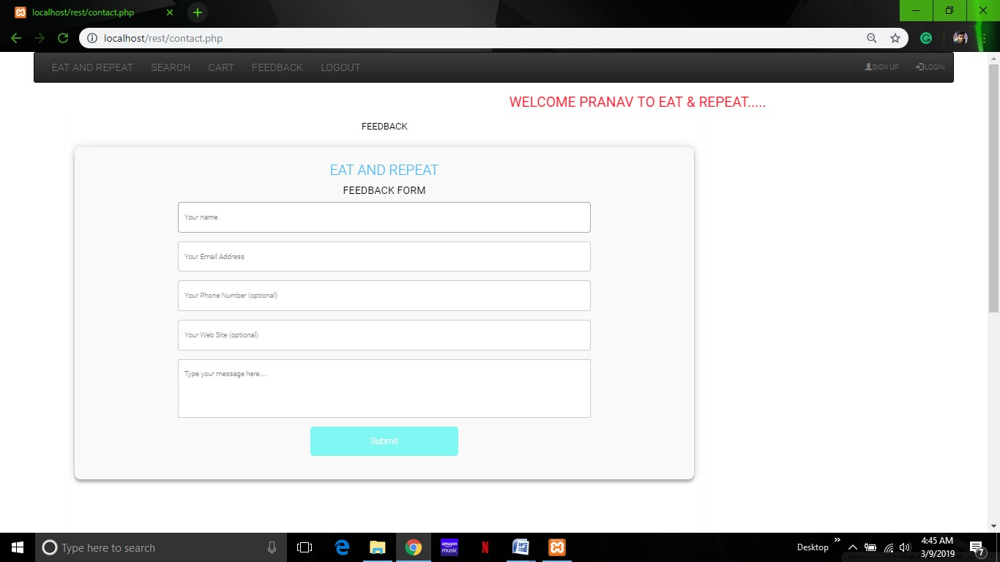 localhost/rest/contact.php
localhost/rest/contact.php
EAT AND REPEAT SEARCH CART FEEDBACK LOGOUT SIGN UP LOGIN
WELCOME PRANAV TO EAT & REPEAT.....
FEEDBACK
EAT AND REPEAT
FEEDBACK FORM
Your name
Your Email Address
Your Phone Number (optional)
Your Web Site (optional)
Type your message here....
Submit
Type here to search
amazon music
N
W
Desktop
4:45 AM
3/9/2019
7